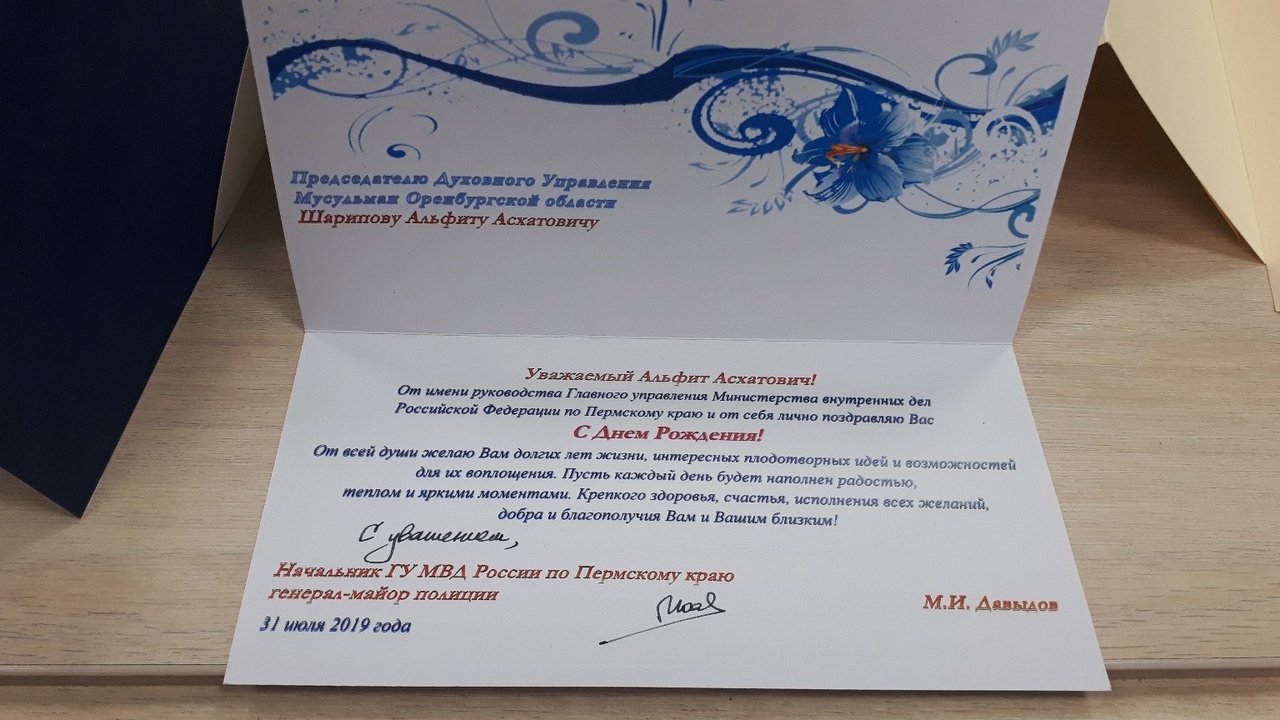 Председателю Духовного Управления
Мусульман Оренбургской области
Шарипову Альфиту Асхатовичу
Уважаемый Альфит Асхатович!
От имени руководства Главного управления Министерства внутренних дел
Российской Федерации по Пермскому краю и от себя лично поздравляю Вас
С Днем Рождения!
От всей души желаю Вам долгих лет жизни, интересных плодотворных идей и возможностей
для их воплощения. Пусть каждый день будет наполнен радостью,
теплом и яркими моментами. Крепкого здоровья, счастья, исполнения всех желаний,
добра и благополучия Вам и Вашим близким!
С уважением,
Начальник ГУ МВД России по Пермскому краю
генерал-майор полиции
М.И. Давыдов
31 июля 2019 года